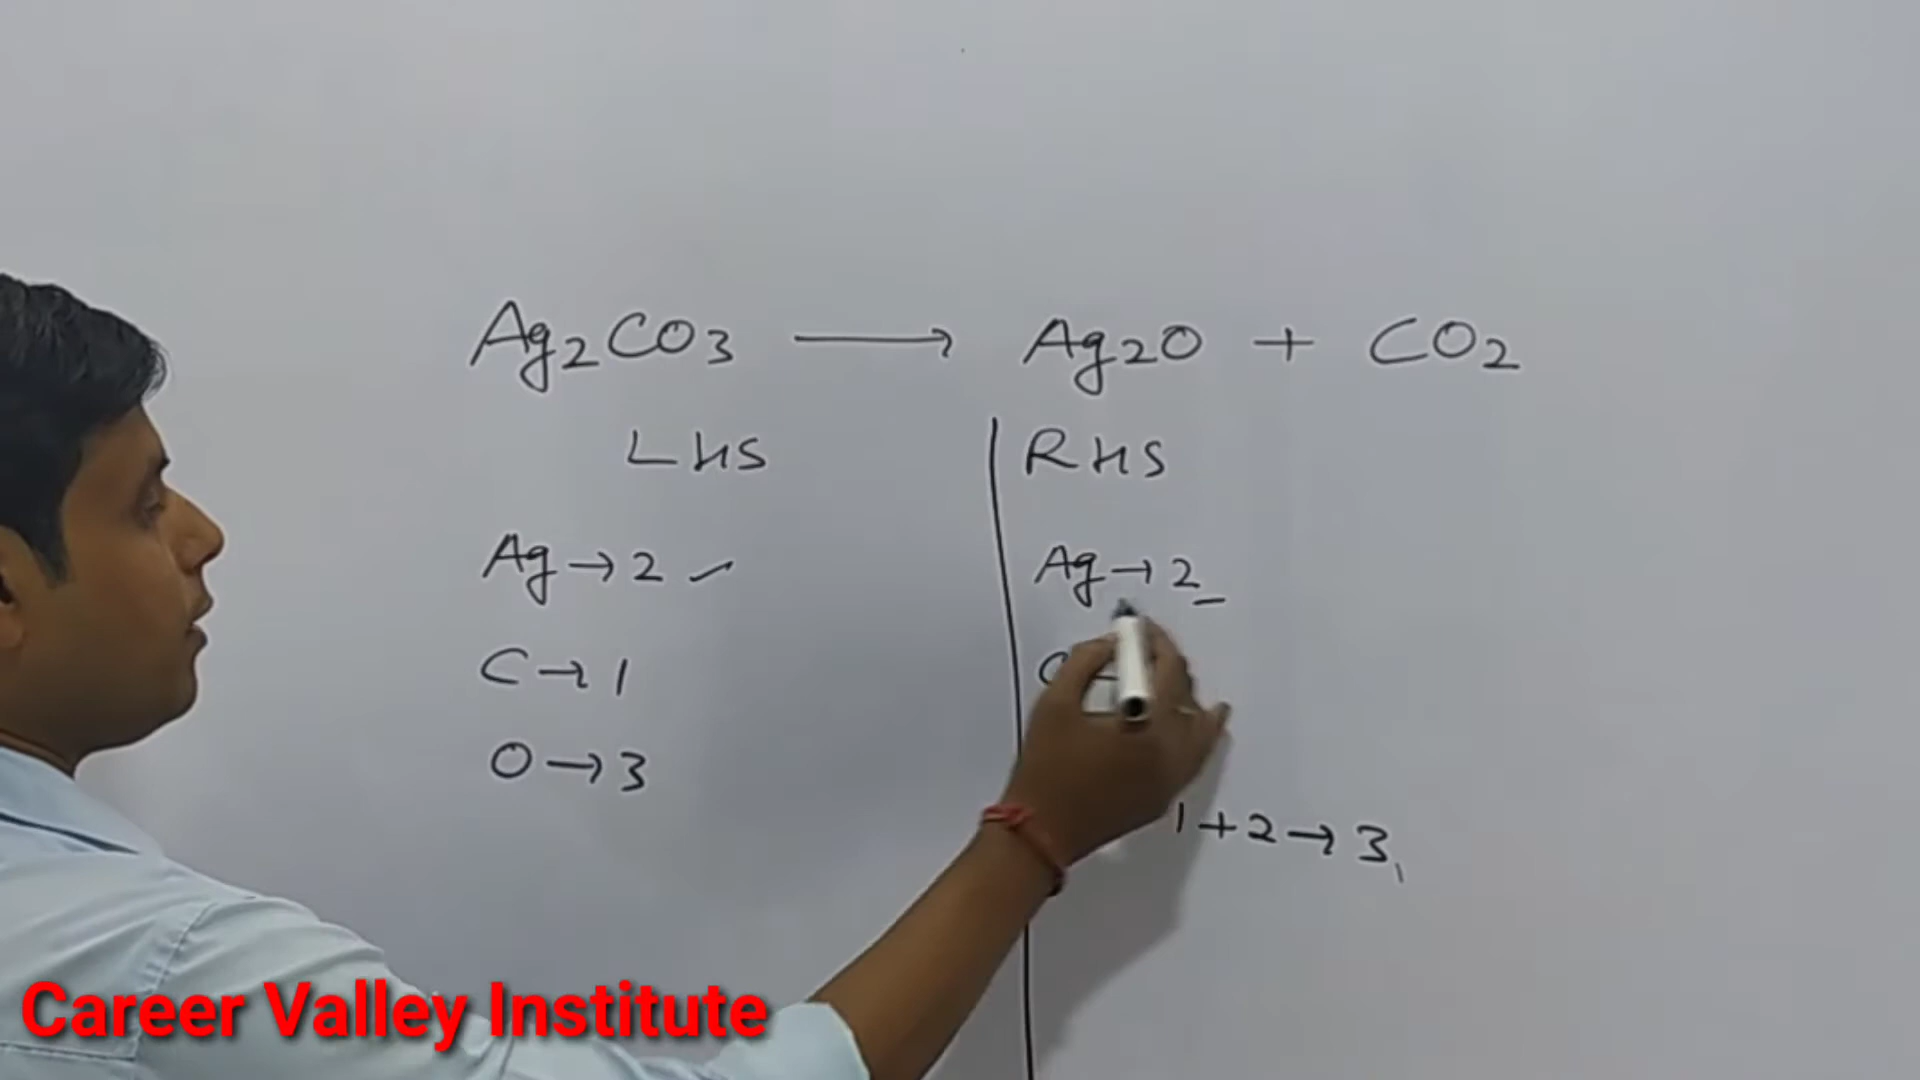 Ag2CO3 → Ag2O + CO2
LHS RHS
Ag→2 Ag→2
C→1 C
O→3
1+2→3
Career Valley Institute